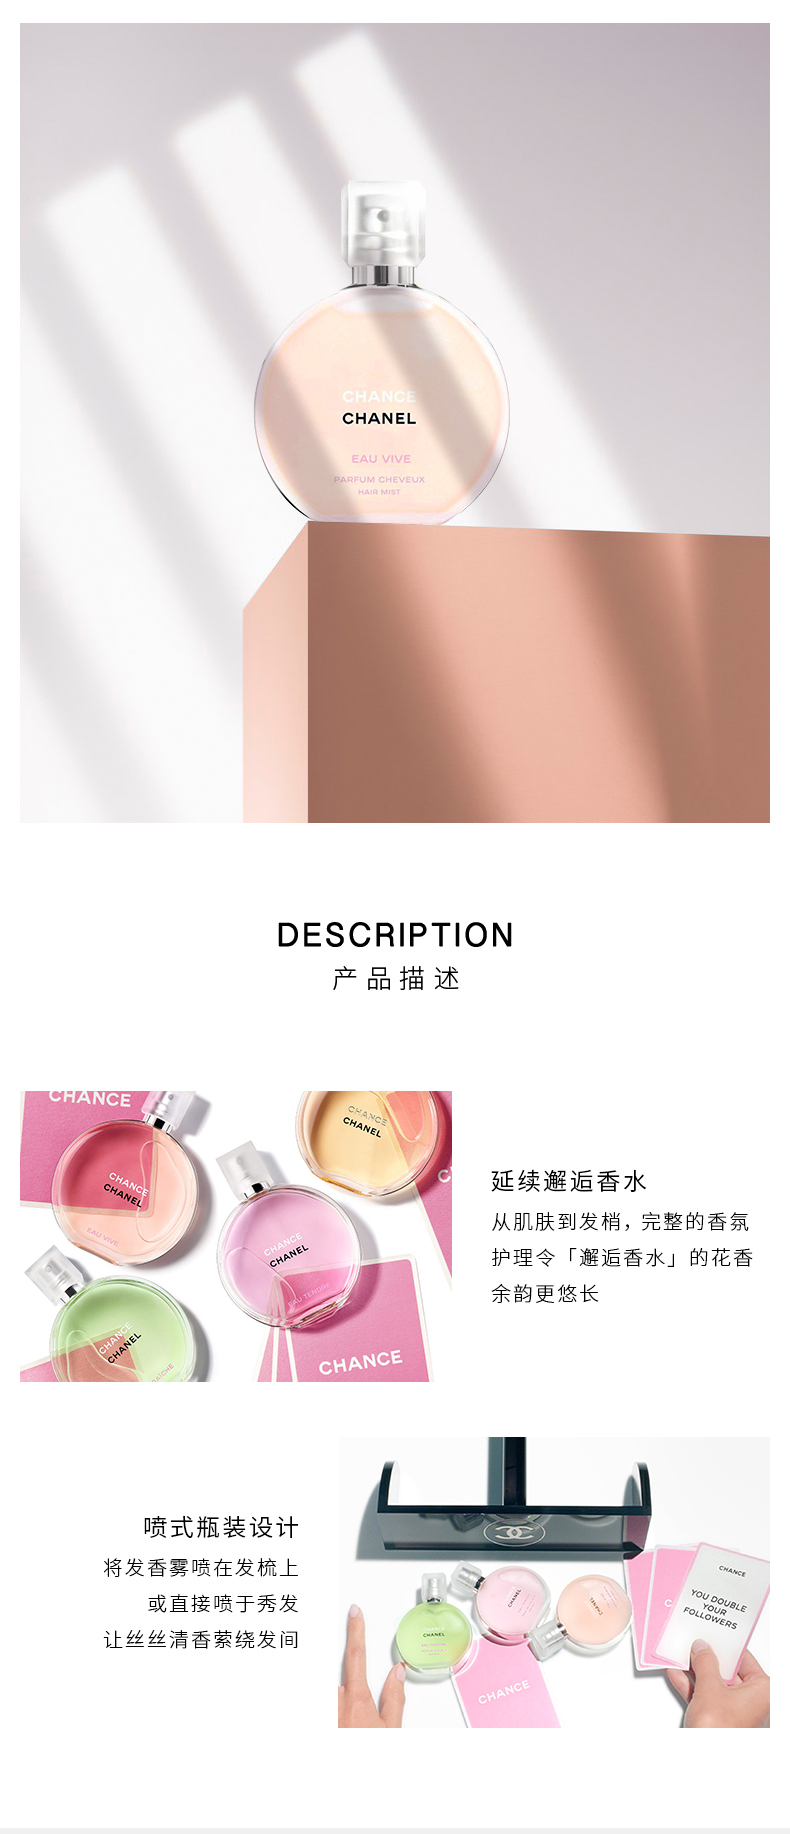 CHANCE
CHANEL
EAU VIVE
PARFUM CHEVEUX
HAIR MIST
DESCRIPTION
产品描述
CHANCE
CHANCE
CHANEL
EAU VIVE
CHANCE
CHANEL
CHANCE
CHANEL
EAU TENDRE
CHANCE
CHANEL
CHANCE
延续邂逅香水
从肌肤到发梢，完整的香氛
护理令「邂逅香水」的花香
余韵更悠长
喷式瓶装设计
将发香雾喷在发梳上
或直接喷于秀发
让丝丝清香萦绕发间
CHANCE
YOU DOUBLE
YOUR
FOLLOWERS
CHANEL
CHANEL
CHANEL
CHANCE